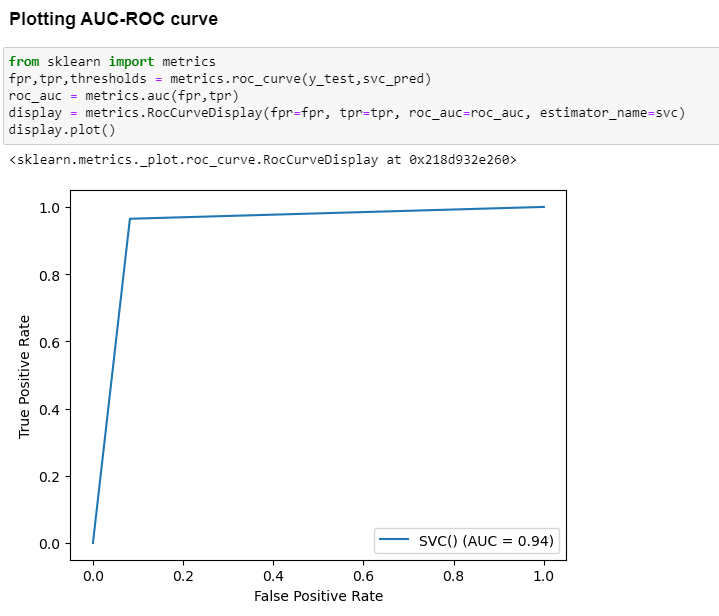 Plotting AUC-ROC curve
from sklearn import metrics
fpr,tpr,thresholds = metrics.roc_curve(y_test,svc_pred)
roc_auc = metrics.auc(fpr,tpr)
display = metrics.RocCurveDisplay(fpr=fpr, tpr=tpr, roc_auc=roc_auc, estimator_name=svc)
display.plot()
<sklearn.metrics._plot.roc_curve.RocCurveDisplay at 0x218d932e260>
1.0
0.8
0.6
0.4
0.2
0.0
True Positive Rate
SVC() (AUC = 0.94)
0.0 0.2 0.4 0.6 0.8 1.0
False Positive Rate